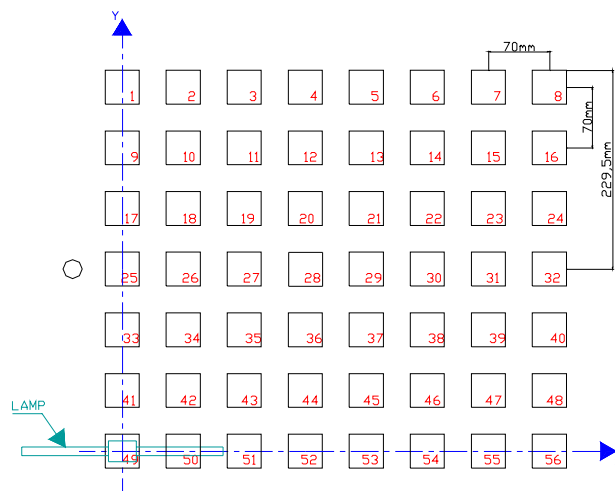 Y
70mm
1 2 3 4 5 6 7 8
70mm
9 10 11 12 13 14 15 16
229,5mm
17 18 19 20 21 22 23 24
25 26 27 28 29 30 31 32
33 34 35 36 37 38 39 40
41 42 43 44 45 46 47 48
LAMP
49 50 51 52 53 54 55 56